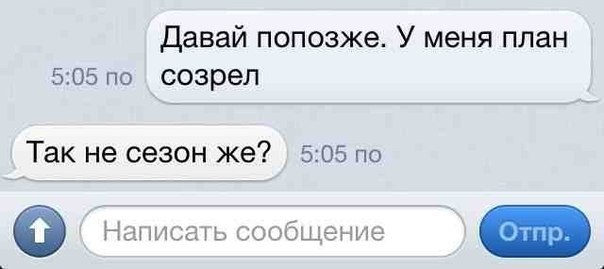 Давай попозже. У меня план
созрел
5:05 по
Так не сезон же?
5:05 по
Написать сообщение
Отпр.